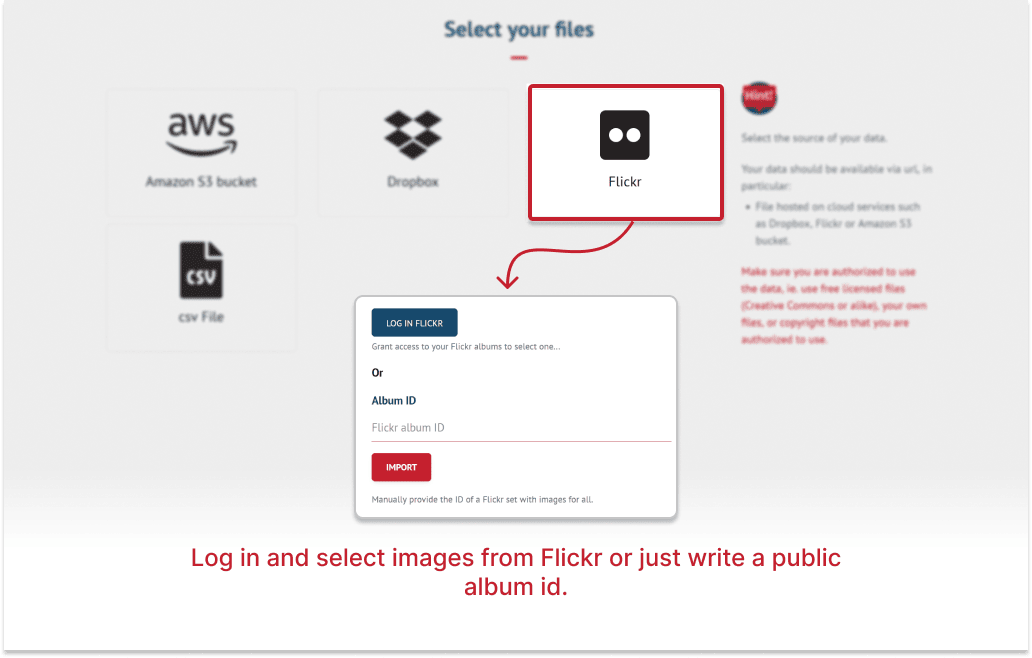 Select your files
aws
Amazon S3 bucket
Dropbox
Flickr
CSV
csv File
Hint!
Select the source of your data.
Your data should be available via url, in
particular:
• File hosted on cloud services such
as Dropbox, Flickr or Amazon S3
bucket.
Make sure you are authorized to use
the data, ie. use free licensed files
(Creative Commons or alike), your own
files, or copyright files that you are
authorized to use.
LOG IN FLICKR
Grant access to your Flickr albums to select one...
Or
Album ID
Flickr album ID
IMPORT
Manually provide the ID of a Flickr set with images for all.
Log in and select images from Flickr or just write a public
album id.